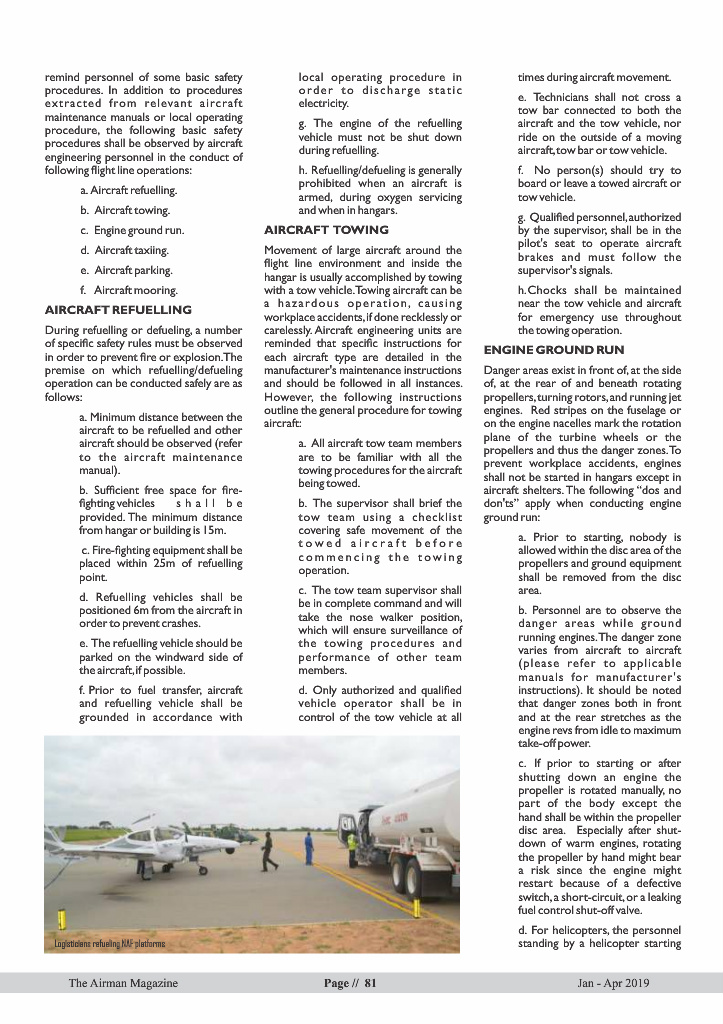 remind personnel of some basic safety
procedures. In addition to procedures
extracted from relevant aircraft
maintenance manuals or local operating
procedure, the following basic safety
procedures shall be observed by aircraft
engineering personnel in the conduct of
following flight line operations:
a. Aircraft refuelling.
b. Aircraft towing.
c. Engine ground run.
d. Aircraft taxiing.
e. Aircraft parking.
f. Aircraft mooring.
AIRCRAFT REFUELLING
During refuelling or defueling, a number
of specific safety rules must be observed
in order to prevent fire or explosion.The
premise on which refuelling/defueling
operation can be conducted safely are as
follows:
a. Minimum distance between the
aircraft to be refuelled and other
aircraft should be observed (refer
to the aircraft maintenance
manual).
b. Sufficient free space for fire-
fighting vehicles shall be
provided. The minimum distance
from hangar or building is 15m.
c. Fire-fighting equipment shall be
placed within 25m of refuelling
point.
d. Refuelling vehicles shall be
positioned 6m from the aircraft in
order to prevent crashes.
e. The refuelling vehicle should be
parked on the windward side of
the aircraft,if possible.
f. Prior to fuel transfer, aircraft
and refuelling vehicle shall be
grounded in accordance with
local operating procedure in
order to discharge static
electricity.
g. The engine of the refuelling
vehicle must not be shut down
during refuelling.
h. Refuelling/defueling is generally
prohibited when an aircraft is
armed, during oxygen servicing
and when in hangars.
AIRCRAFT TOWING
Movement of large aircraft around the
flight line environment and inside the
hangar is usually accomplished by towing
with a tow vehicle.Towing aircraft can be
a hazardous operation, causing
workplace accidents,if done recklessly or
carelessly. Aircraft engineering units are
reminded that specific instructions for
each aircraft type are detailed in the
manufacturer's maintenance instructions
and should be followed in all instances.
However, the following instructions
outline the general procedure for towing
aircraft:
a. All aircraft tow team members
are to be familiar with all the
towing procedures for the aircraft
being towed.
b. The supervisor shall brief the
tow team using a checklist
covering safe movement of the
towed aircraft before
commencing the towing
operation.
c. The tow team supervisor shall
be in complete command and will
take the nose walker position,
which will ensure surveillance of
the towing procedures and
performance of other team
members.
d. Only authorized and qualified
vehicle operator shall be in
control of the tow vehicle at all
times during aircraft movement.
e. Technicians shall not cross a
tow bar connected to both the
aircraft and the tow vehicle, nor
ride on the outside of a moving
aircraft,tow bar or tow vehicle.
f. No person(s) should try to
board or leave a towed aircraft or
tow vehicle.
g. Qualified personnel,authorized
by the supervisor, shall be in the
pilot's seat to operate aircraft
brakes and must follow the
supervisor's signals.
h.Chocks shall be maintained
near the tow vehicle and aircraft
for emergency use throughout
the towing operation.
ENGINE GROUND RUN
Danger areas exist in front of, at the side
of, at the rear of and beneath rotating
propellers,turning rotors,and running jet
engines. Red stripes on the fuselage or
on the engine nacelles mark the rotation
plane of the turbine wheels or the
propellers and thus the danger zones.To
prevent workplace accidents, engines
shall not be started in hangars except in
aircraft shelters. The following “dos and
don'ts” apply when conducting engine
ground run:
a. Prior to starting, nobody is
allowed within the disc area of the
propellers and ground equipment
shall be removed from the disc
area.
b. Personnel are to observe the
danger areas while ground
running engines.The danger zone
varies from aircraft to aircraft
(please refer to applicable
manuals for manufacturer's
instructions). It should be noted
that danger zones both in front
and at the rear stretches as the
engine revs from idle to maximum
take-off power.
c. If prior to starting or after
shutting down an engine the
propeller is rotated manually, no
part of the body except the
hand shall be within the propeller
disc area. Especially after shut-
down of warm engines, rotating
the propeller by hand might bear
a risk since the engine might
restart because of a defective
switch, a short-circuit, or a leaking
fuel control shut-off valve.
d. For helicopters, the personnel
standing by a helicopter starting
Logisticians refueling NAF platforms
The Airman Magazine
Page // 81
Jan - Apr 2019